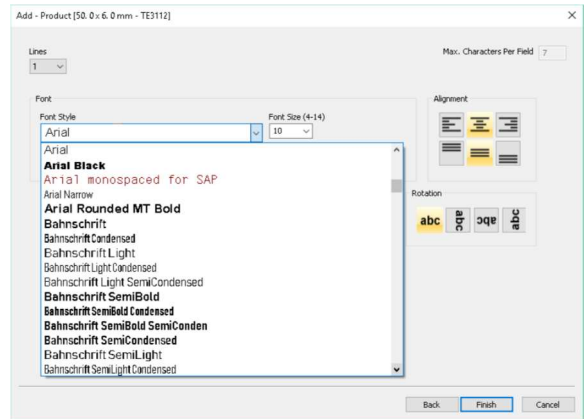 Add - Product [50. 0 x 6. 0 mm - TE3112]
Lines
Max. Characters Per Field 7
1
Font
Alignment
Font Style
Font Size (4-14)
Arial
10
Arial
Arial Black
Arial monospaced for SAP
Arial Narrow
Arial Rounded MT Bold
Bahnschrift
Bahnschrift Condensed
Bahnschrift Light
Bahnschrift Light Condensed
Bahnschrift Light SemiCondensed
Bahnschrift SemiBold
Bahnschrift SemiBold Condensed
Bahnschrift SemiBold SemiConden
Bahnschrift SemiCondensed
Bahnschrift SemiLight
Bahnschrift SemiLight Condensed
Rotation
abc abc abc abc
Back Finish Cancel